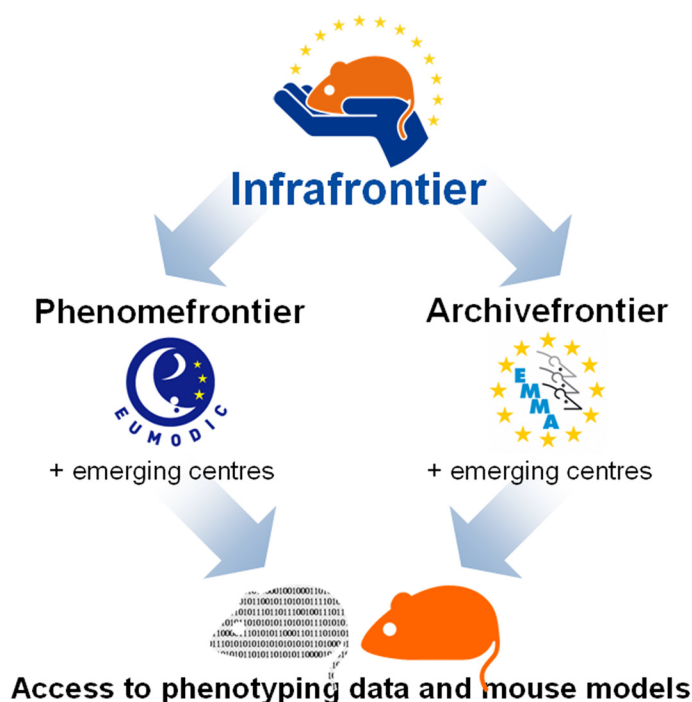 Infrafrontier
Phenomefrontier
Archivefrontier
EUMODIC
EMMA
+ emerging centres
+ emerging centres
Access to phenotyping data and mouse models